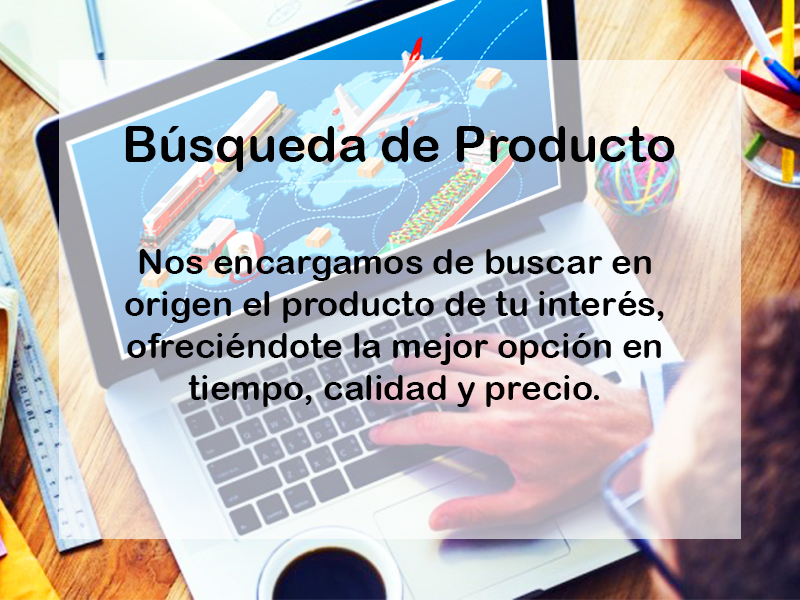 Búsqueda de Producto
Nos encargamos de buscar en
origen el producto de tu interés,
ofreciéndote la mejor opción en
tiempo, calidad y precio.